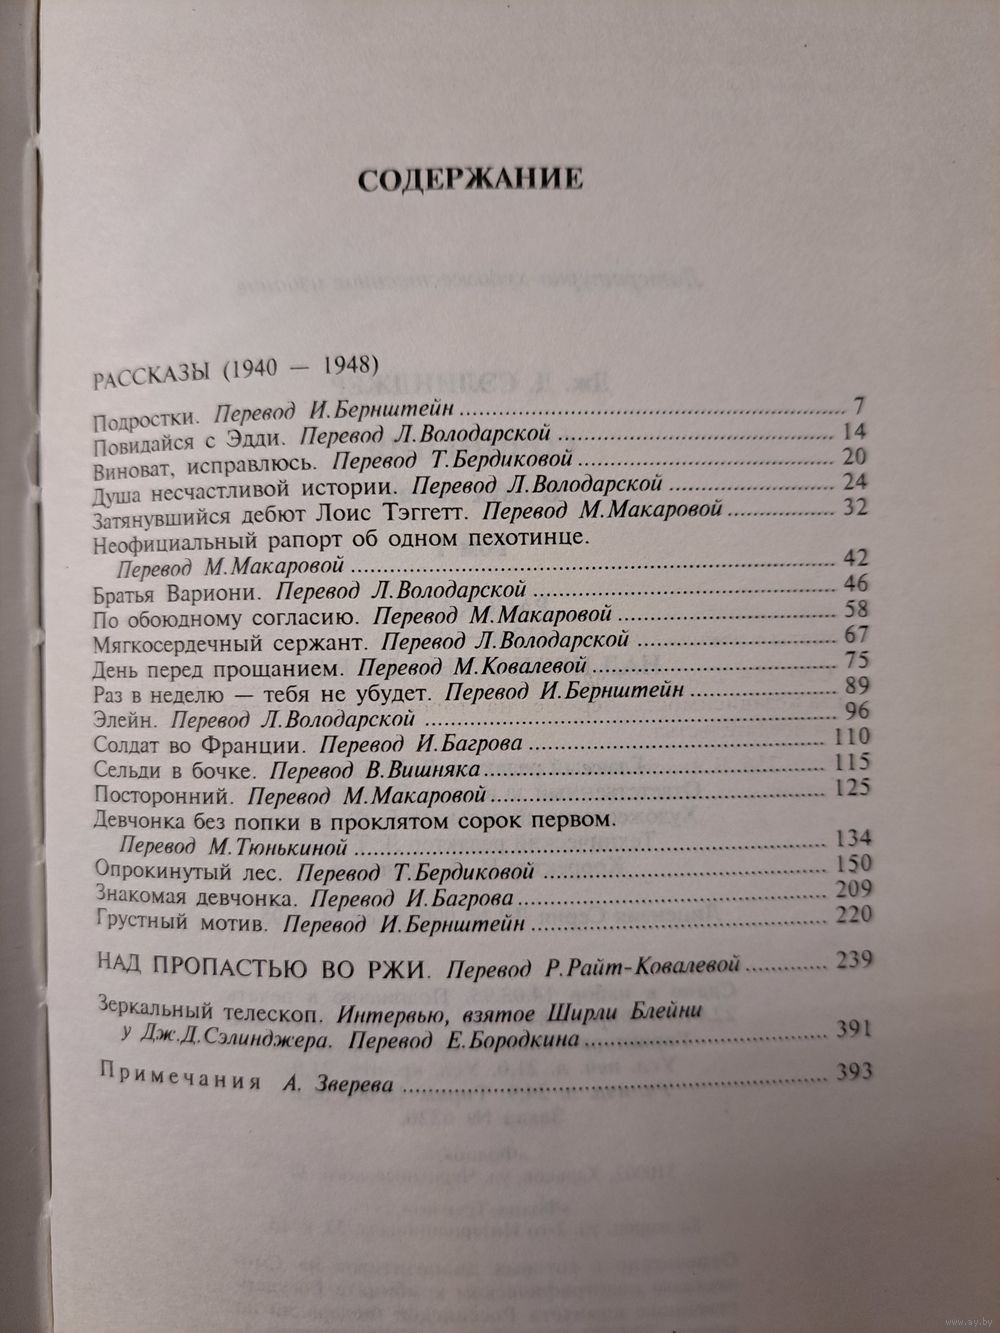 СОДЕРЖАНИЕ
РАССКАЗЫ (1940 — 1948)
Подростки. Перевод И.Бернштейн ... 7
Повидайся с Эдди. Перевод Л.Володарской ... 14
Виноват, исправлюсь. Перевод Т.Бердиковой ... 20
Душа несчастливой истории. Перевод Л.Володарской ... 24
Затянувшийся дебют Лоис Тэггетт. Перевод М.Макаровой ... 32
Неофициальный рапорт об одном пехотинце.
Перевод М.Макаровой ... 42
Братья Вариони. Перевод Л.Володарской ... 46
По обоюдному согласию. Перевод М.Макаровой ... 58
Мягкосердечный сержант. Перевод Л.Володарской ... 67
День перед прощанием. Перевод М.Ковалевой ... 75
Раз в неделю — тебя не убудет. Перевод И.Бернштейн ... 89
Элейн. Перевод Л.Володарской ... 96
Солдат во Франции. Перевод И.Багрова ... 110
Сельди в бочке. Перевод В.Вишняка ... 115
Посторонний. Перевод М.Макаровой ... 125
Девчонка без попки в проклятом сорок первом.
Перевод М.Тюнькиной ... 134
Опрокинутый лес. Перевод Т.Бердиковой ... 150
Знакомая девчонка. Перевод И.Багрова ... 209
Грустный мотив. Перевод И.Бернштейн ... 220
НАД ПРОПАСТЬЮ ВО РЖИ. Перевод Р.Райт-Ковалевой ... 239
Зеркальный телескоп. Интервью, взятое Ширли Блейни
у Дж.Д.Сэлинджера. Перевод Е.Бородкина ... 391
Примечания А. Зверева ... 393
www.ay.by